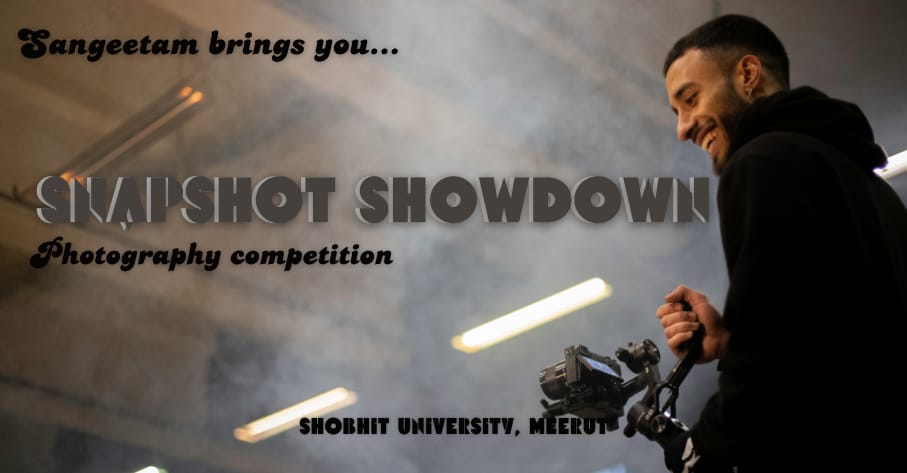 Sangeetam brings you...
SNAPSHOT SHOWDOWN
Photography competition
SHOBHIT UNIVERSITY, MEERUT